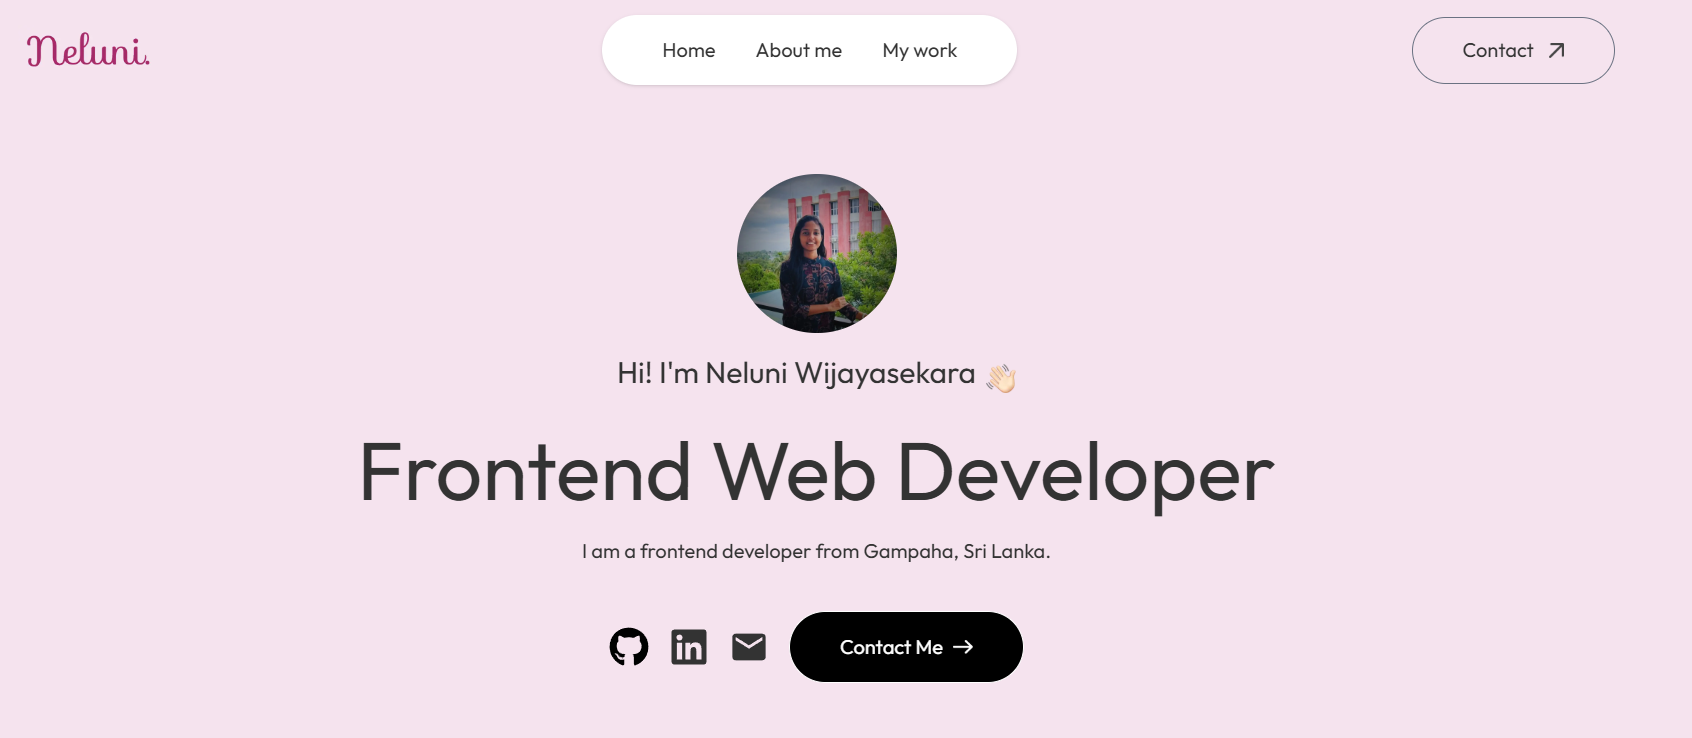 Neluni.
Home About me My work
Contact
Hi! I'm Neluni Wijayasekara 👋🏻
Frontend Web Developer
I am a frontend developer from Gampaha, Sri Lanka.
in
Contact Me →